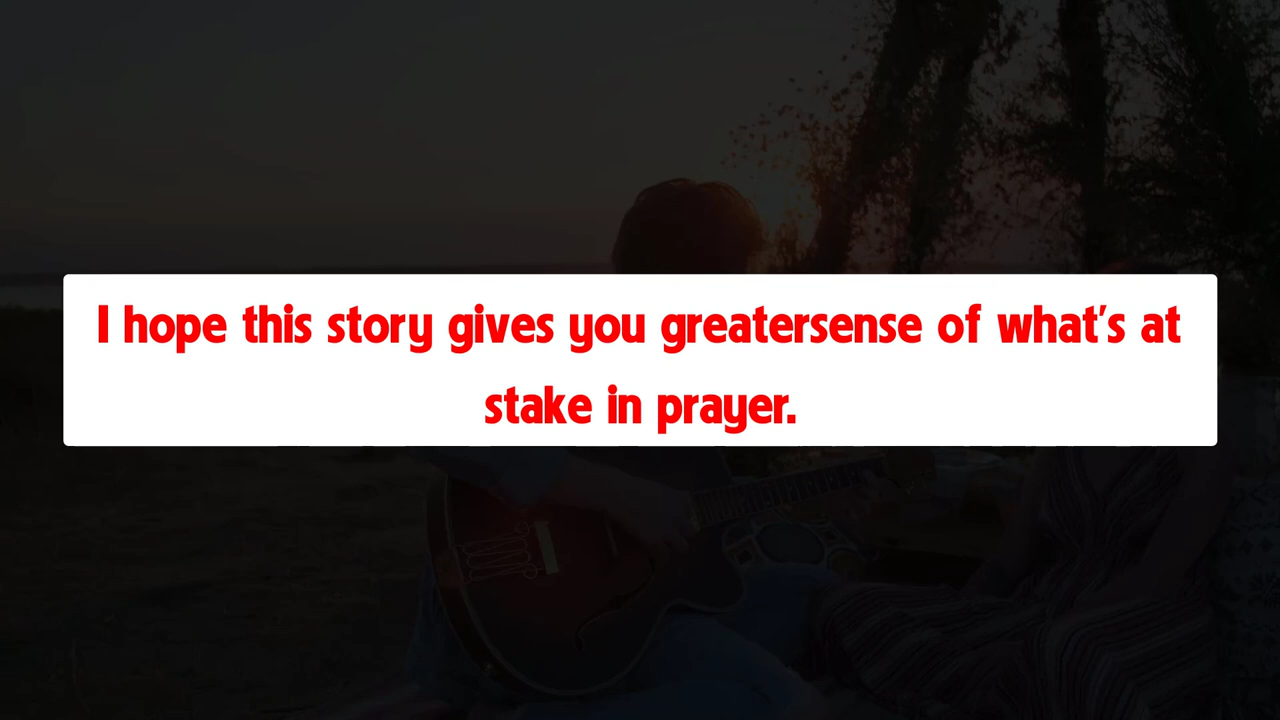 I hope this story gives you greatersense of what's at
stake in prayer.